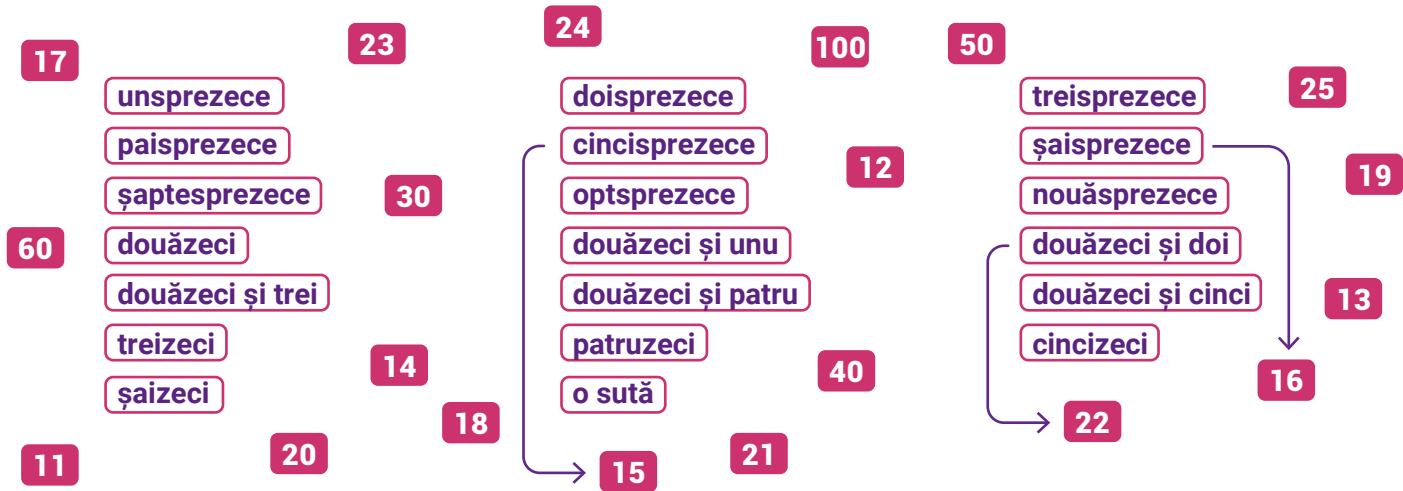 24
23
100
50
17
25
unsprezece
doisprezece
treisprezece
paisprezece
cincisprezece
șaisprezece
12
19
șaptesprezece
30
optsprezece
nouăsprezece
60
douăzeci
douăzeci și unu
douăzeci și doi
douăzeci și trei
douăzeci și patru
douăzeci și cinci
13
treizeci
patruzeci
cincizeci
14
40
16
șaizeci
o sută
18
22
20
21
11
15